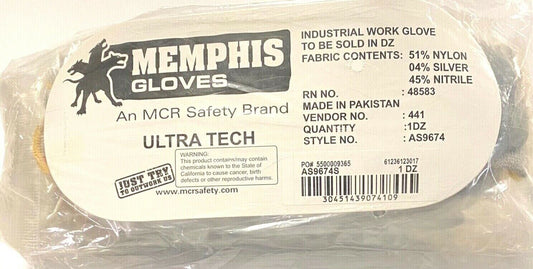 MEMPHIS
GLOVES
An MCR Safety Brand
ULTRA TECH
JUST TRY
TO OUTWORK US
WARNING:
This product contains/may contain
chemicals known to the State of
California to cause cancer, birth
defects or other reproductive harms.
www.mcrsafety.com
INDUSTRIAL WORK GLOVE
TO BE SOLD IN DZ
FABRIC CONTENTS: 51% NYLON
04% SILVER
45% NITRILE
RN NO. : 48583
MADE IN PAKISTAN
VENDOR NO. : 441
QUANTITY : 1DZ
STYLE NO. : AS9674
PO# 5500009365 61236123017
AS9674S 1 DZ
30451439074109